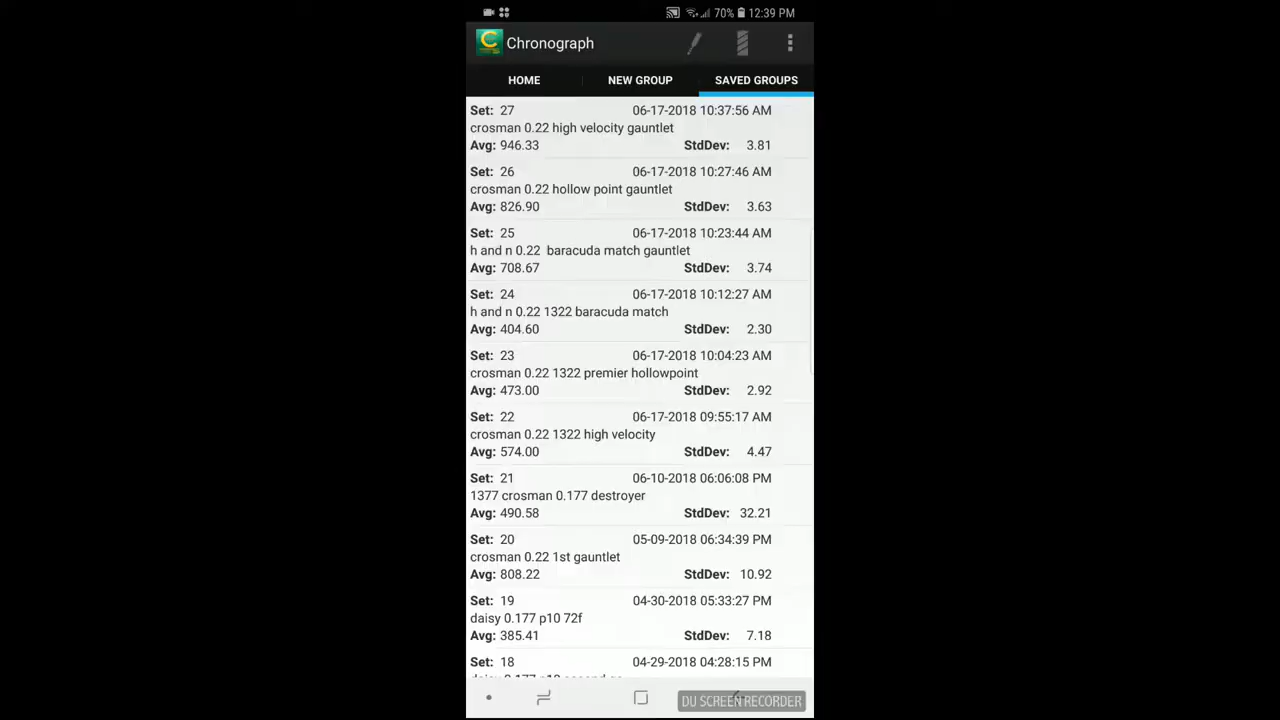 70% 12:39 PM
Chronograph
HOME NEW GROUP SAVED GROUPS
Set: 27 06-17-2018 10:37:56 AM
crosman 0.22 high velocity gauntlet
Avg: 946.33 StdDev: 3.81
Set: 26 06-17-2018 10:27:46 AM
crosman 0.22 hollow point gauntlet
Avg: 826.90 StdDev: 3.63
Set: 25 06-17-2018 10:23:44 AM
h and n 0.22  baracuda match gauntlet
Avg: 708.67 StdDev: 3.74
Set: 24 06-17-2018 10:12:27 AM
h and n 0.22 1322 baracuda match
Avg: 404.60 StdDev: 2.30
Set: 23 06-17-2018 10:04:23 AM
crosman 0.22 1322 premier hollowpoint
Avg: 473.00 StdDev: 2.92
Set: 22 06-17-2018 09:55:17 AM
crosman 0.22 1322 high velocity
Avg: 574.00 StdDev: 4.47
Set: 21 06-10-2018 06:06:08 PM
1377 crosman 0.177 destroyer
Avg: 490.58 StdDev: 32.21
Set: 20 05-09-2018 06:34:39 PM
crosman 0.22 1st gauntlet
Avg: 808.22 StdDev: 10.92
Set: 19 04-30-2018 05:33:27 PM
daisy 0.177 p10 72f
Avg: 385.41 StdDev: 7.18
Set: 18 04-29-2018 04:28:15 PM
DU SCREEN RECORDER